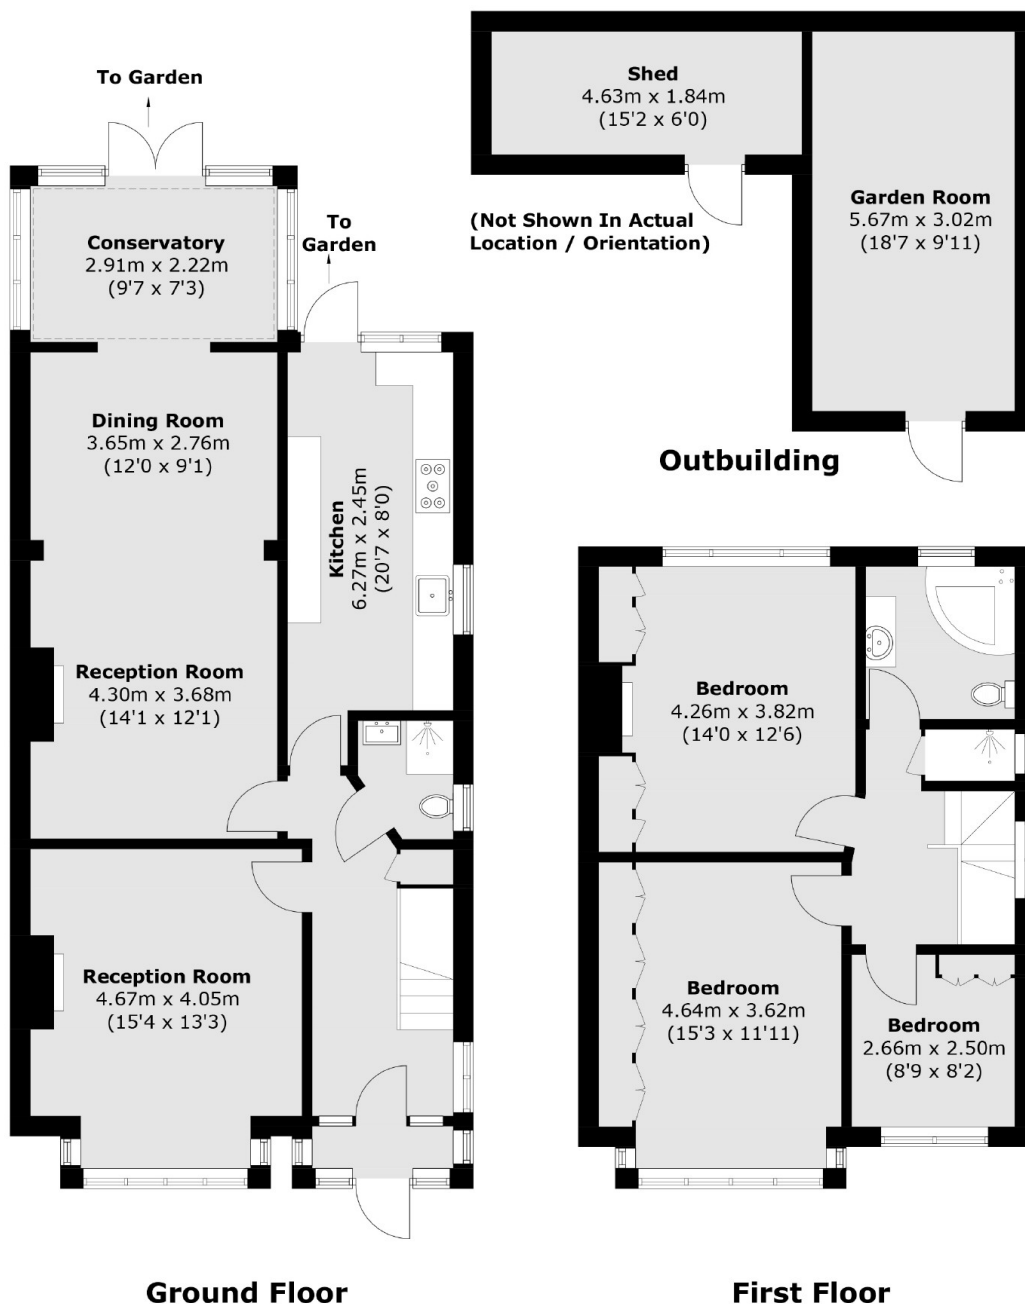 To Garden
Shed
4.63m x 1.84m
(15'2 x 6'0)
Garden Room
5.67m x 3.02m
(18'7 x 9'11)
(Not Shown In Actual
Location / Orientation)
Outbuilding
To
Garden
Conservatory
2.91m x 2.22m
(9'7 x 7'3)
Dining Room
3.65m x 2.76m
(12'0 x 9'1)
Kitchen
6.27m x 2.45m
(20'7 x 8'0)
Reception Room
4.30m x 3.68m
(14'1 x 12'1)
Reception Room
4.67m x 4.05m
(15'4 x 13'3)
Ground Floor
Bedroom
4.26m x 3.82m
(14'0 x 12'6)
Bedroom
4.64m x 3.62m
(15'3 x 11'11)
Bedroom
2.66m x 2.50m
(8'9 x 8'2)
First Floor